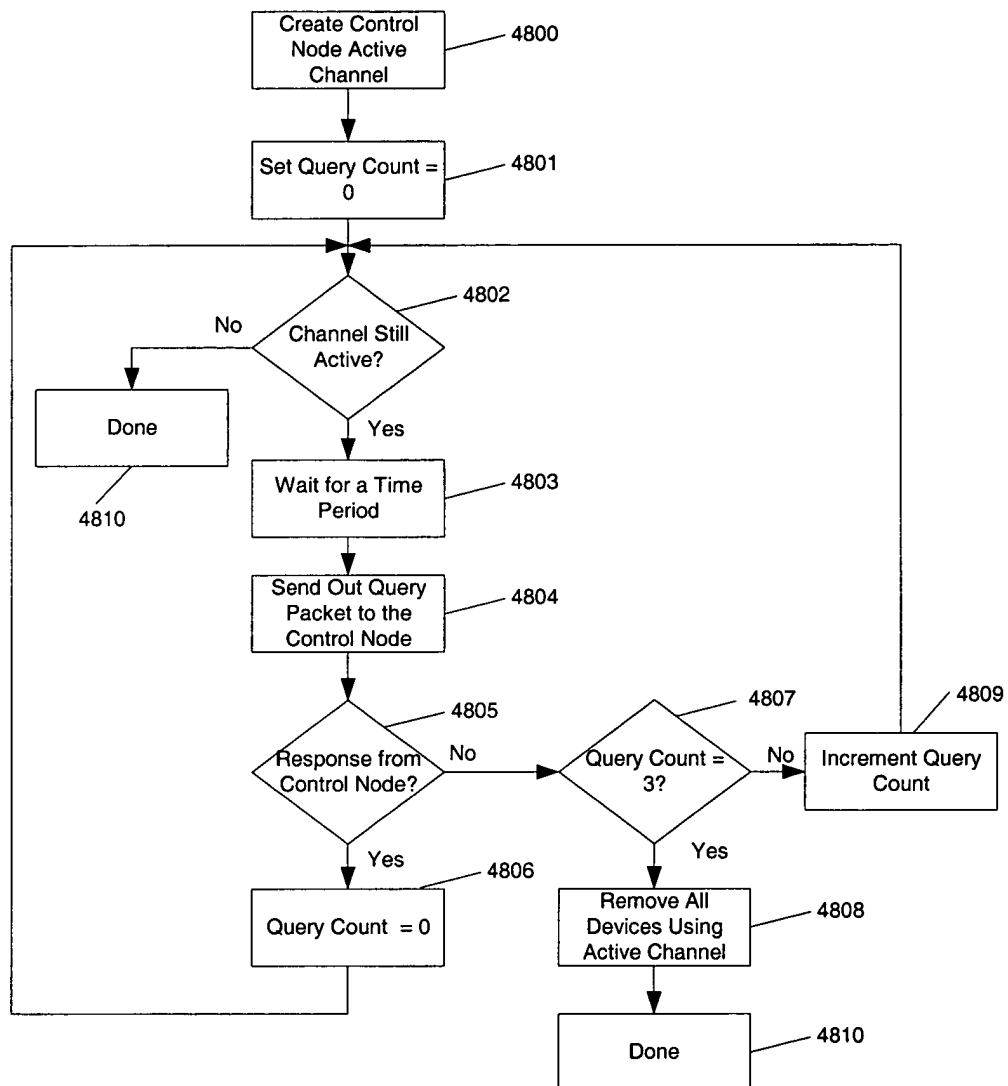 Create Control
Node Active
Channel
4800
Set Query Count =
0
4801
4802
No
Channel Still
Active?
Done
4810
Yes
Wait for a Time
Period
4803
Send Out Query
Packet to the
Control Node
4804
4805
Response from
Control Node?
No
4807
Query Count =
3?
No
4809
Increment Query
Count
Yes
4806
Query Count = 0
Yes
Remove All
Devices Using
Active Channel
4808
Done
4810